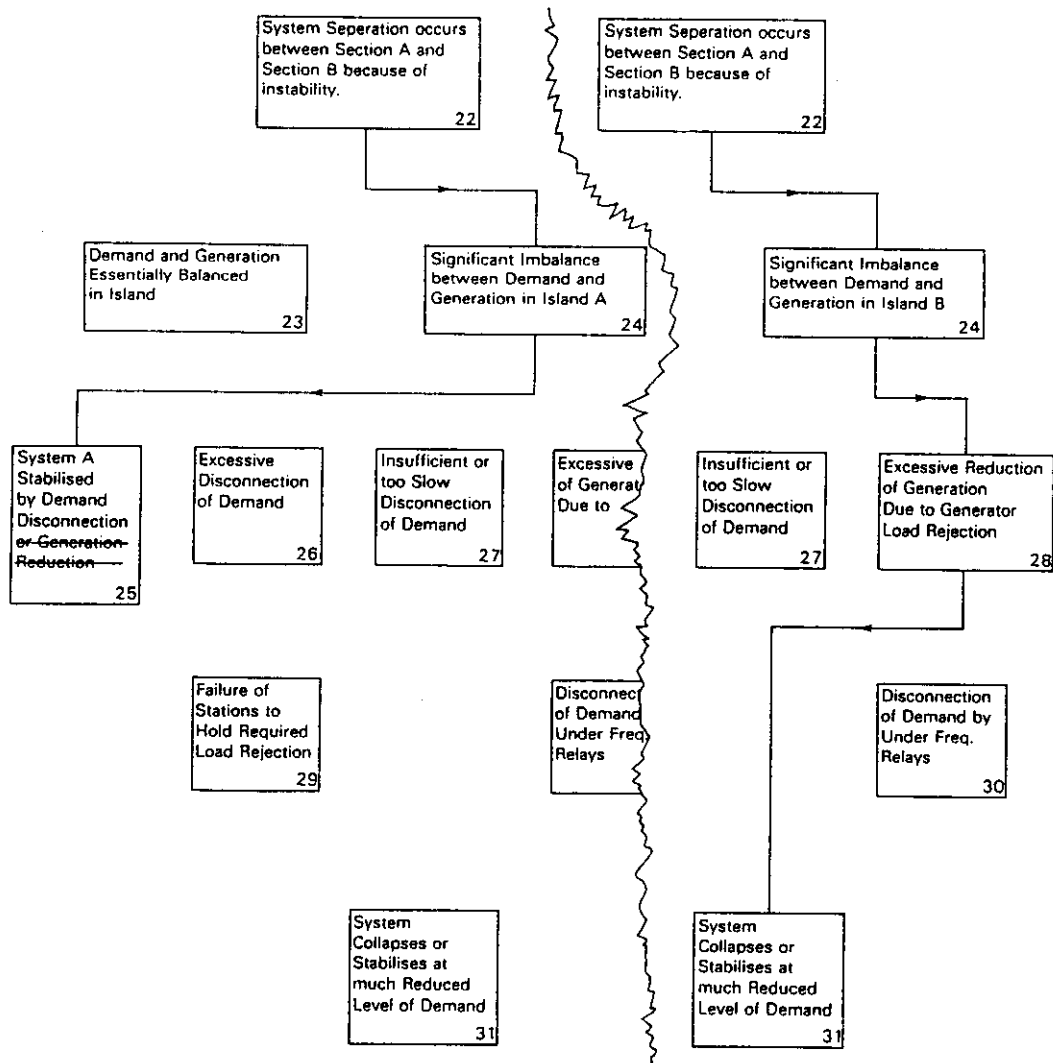 System Seperation occurs
between Section A and
Section B because of
instability.
22
System Seperation occurs
between Section A and
Section B because of
instability.
22
Demand and Generation
Essentially Balanced
in Island
23
Significant Imbalance
between Demand and
Generation in Island A
24
Significant Imbalance
between Demand and
Generation in Island B
24
System A
Stabilised
by Demand
Disconnection
or Generation
Reduction
25
Excessive
Disconnection
of Demand
26
Insufficient or
too Slow
Disconnection
of Demand
27
Excessive
of Generat
Due to
Insufficient or
too Slow
Disconnection
of Demand
27
Excessive Reduction
of Generation
Due to Generator
Load Rejection
28
Failure of
Stations to
Hold Required
Load Rejection
29
Disconnec
of Demand
Under Freq.
Relays
Disconnection
of Demand by
Under Freq.
Relays
30
System
Collapses or
Stabilises at
much Reduced
Level of Demand
31
System
Collapses or
Stabilises at
much Reduced
Level of Demand
31